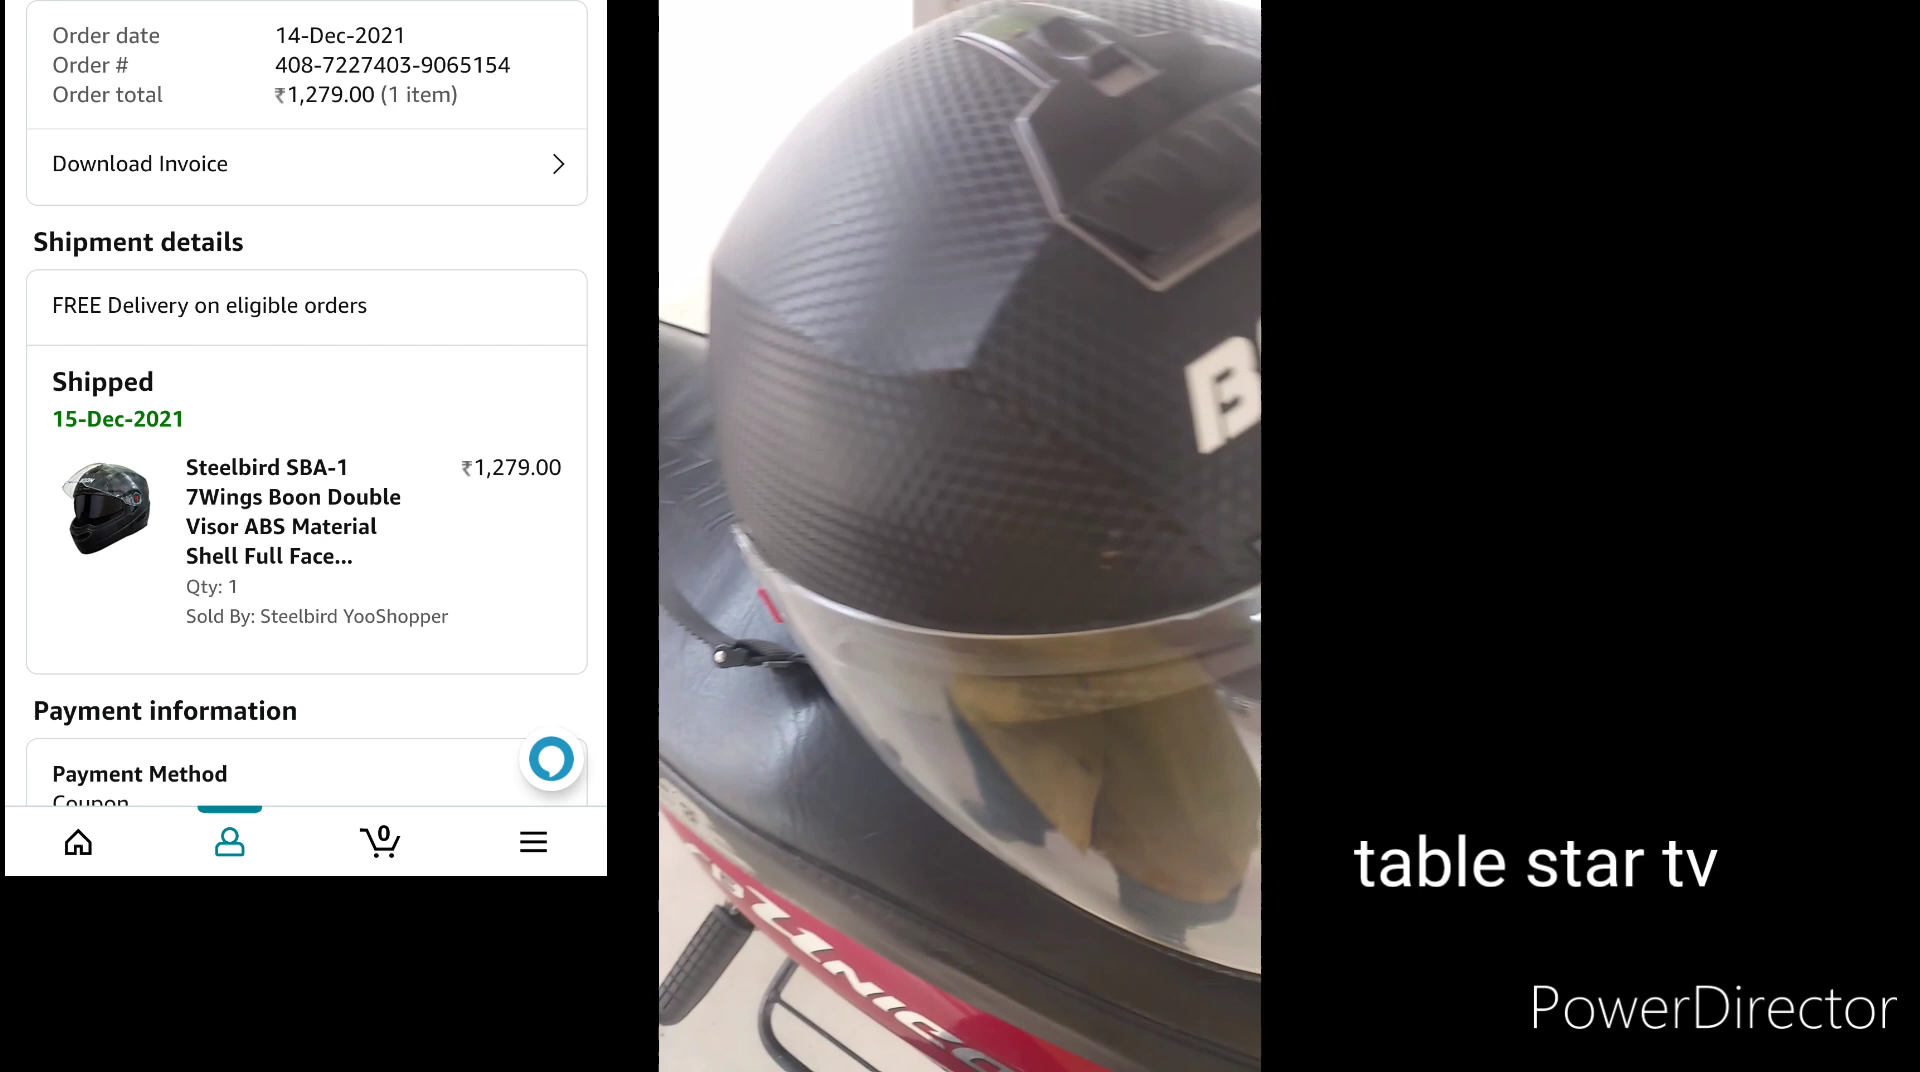 Order date 14-Dec-2021
Order # 408-7227403-9065154
Order total ₹1,279.00 (1 item)
Download Invoice
Shipment details
FREE Delivery on eligible orders
Shipped
15-Dec-2021
Steelbird SBA-1 ₹1,279.00
7Wings Boon Double
Visor ABS Material
Shell Full Face...
Qty: 1
Sold By: Steelbird YooShopper
Payment information
Payment Method
Coupon
0
table star tv
PowerDirector